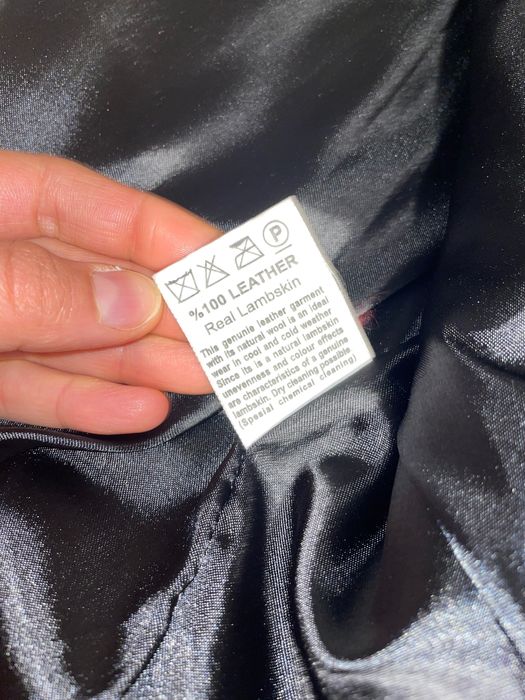 P
%100 LEATHER
Real Lambskin
This genunie leather garment
with its natural wool is an ideal
wear in cool and cold weather
Since its is a natural lambskin
unevenness and colour effects
are characteristics of a genuine
lambskin. Dry cleaning possible
(Spesial chemical cleaning)